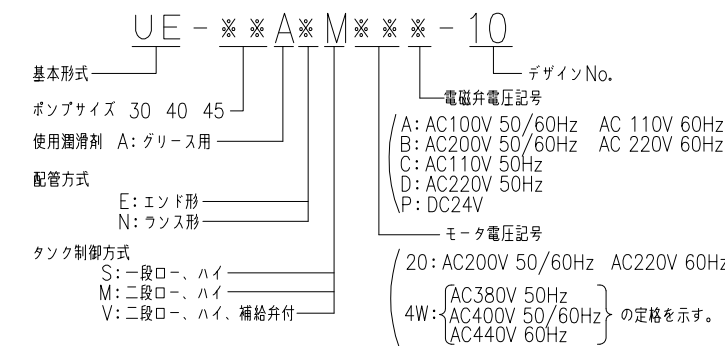 UE-※※A※M※※※-10
基本形式
デザインNo.
電磁弁電圧記号
ポンプサイズ 30 40 45
A:AC100V 50/60Hz AC 110V 60Hz
使用潤滑剤 A:グリース用
B:AC200V 50/60Hz AC 220V 60Hz
C:AC110V 50Hz
配管方式
D:AC220V 50Hz
E:エンド形
P:DC24V
N:ランス形
モータ電圧記号
タンク制御方式
S:一段ロー、ハイ
20:AC200V 50/60Hz AC220V 60Hz
M:二段ロー、ハイ
AC380V 50Hz
V:二段ロー、ハイ、補給弁付
4W: AC400V 50/60Hz の定格を示す。
AC440V 60Hz